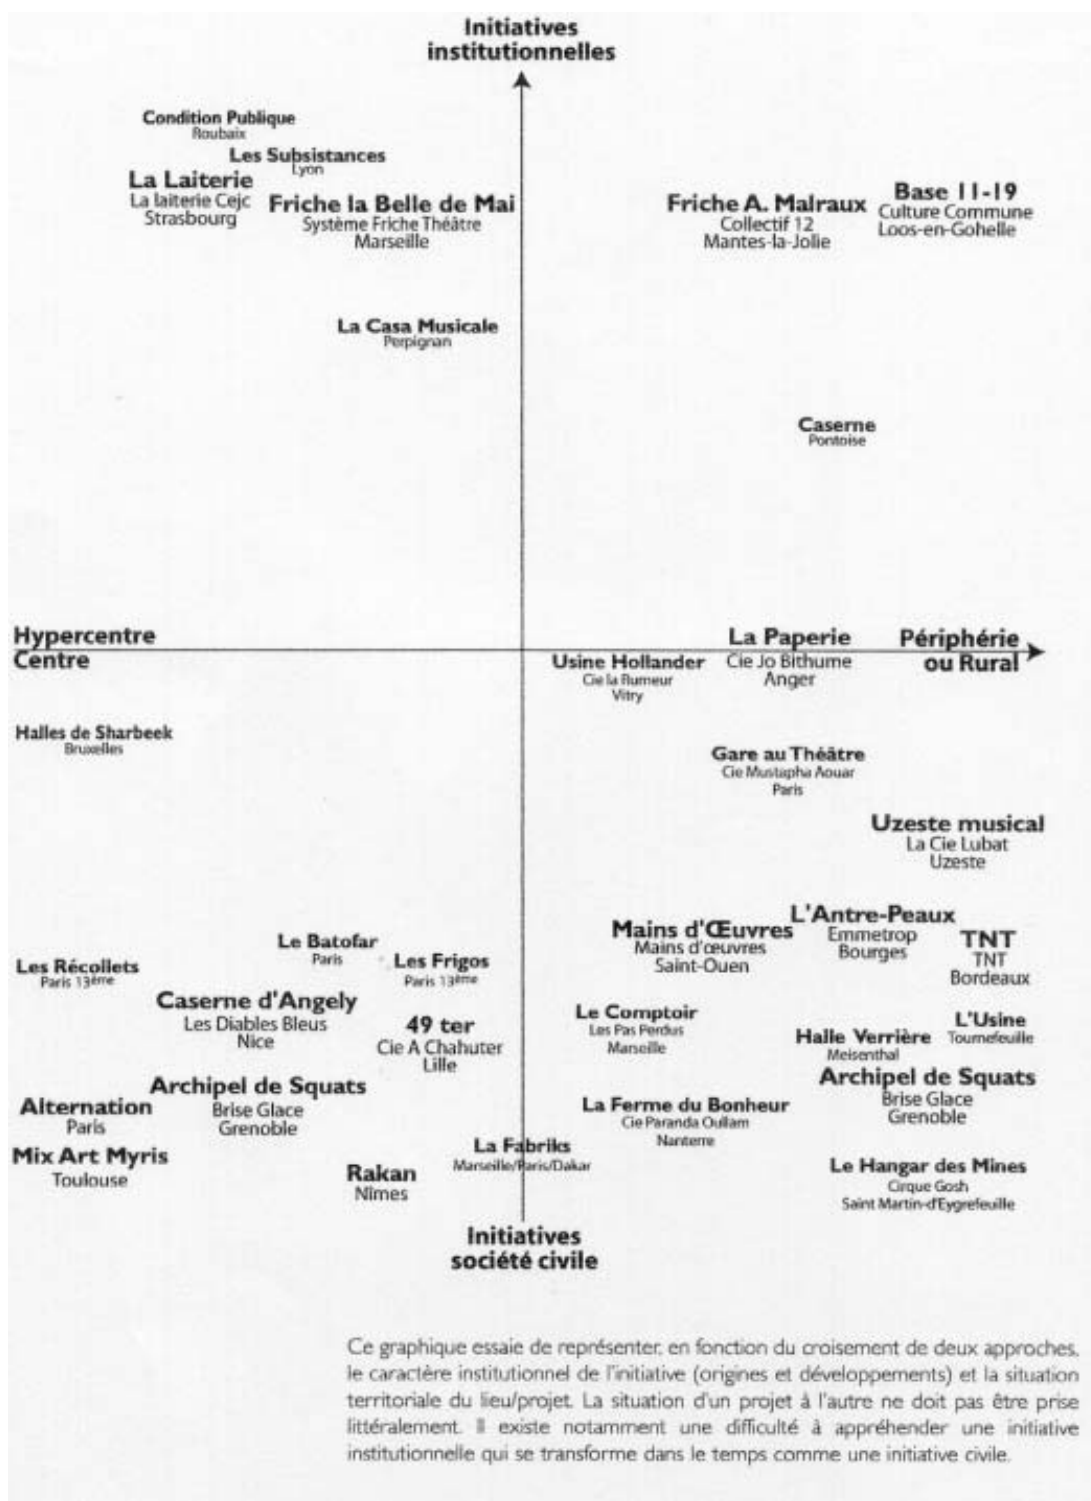 Initiatives
institutionnelles
Condition Publique
Roubaix
Les Subsistances
Lyon
La Laiterie
La laiterie Cejc
Strasbourg
Friche la Belle de Mai
Système Friche Théâtre
Marseille
Friche A. Malraux
Collectif 12
Mantes-la-Jolie
Base 11-19
Culture Commune
Loos-en-Gohelle
La Casa Musicale
Perpignan
Caserne
Pontoise
Hypercentre
Centre
La Paperie
Cie Jo Bithume
Anger
Périphérie
ou Rural
Usine Hollander
Cie la Rumeur
Vitry
Halles de Sharbeek
Bruxelles
Gare au Théâtre
Cie Mustapha Aouar
Paris
Uzeste musical
La Cie Lubat
Uzeste
Mains d'Œuvres
Mains d'œuvres
Saint-Ouen
L'Antre-Peaux
Emmetrop
Bourges
TNT
TNT
Bordeaux
Le Batofar
Paris
Les Frigos
Paris 13ème
Les Récollets
Paris 13ème
Caserne d'Angely
Les Diables Bleus
Nice
49 ter
Cie A Chahuter
Lille
Le Comptoir
Les Pas Perdus
Marseille
L'Usine
Tournefeuille
Halle Verrière
Meisenthal
Archipel de Squats
Brise Glace
Grenoble
Archipel de Squats
Brise Glace
Grenoble
Alternation
Paris
La Ferme du Bonheur
Cie Paranda Oullam
Nanterre
Mix Art Myris
Toulouse
Rakan
Nîmes
La Fabriks
Marseille/Paris/Dakar
Le Hangar des Mines
Cirque Gosh
Saint Martin-d'Eygrefeuille
Initiatives
société civile
Ce graphique essaie de représenter, en fonction du croisement de deux approches,
le caractère institutionnel de l'initiative (origines et développements) et la situation
territoriale du lieu/projet. La situation d'un projet à l'autre ne doit pas être prise
littéralement. Il existe notamment une difficulté à appréhender une initiative
institutionnelle qui se transforme dans le temps comme une initiative civile.